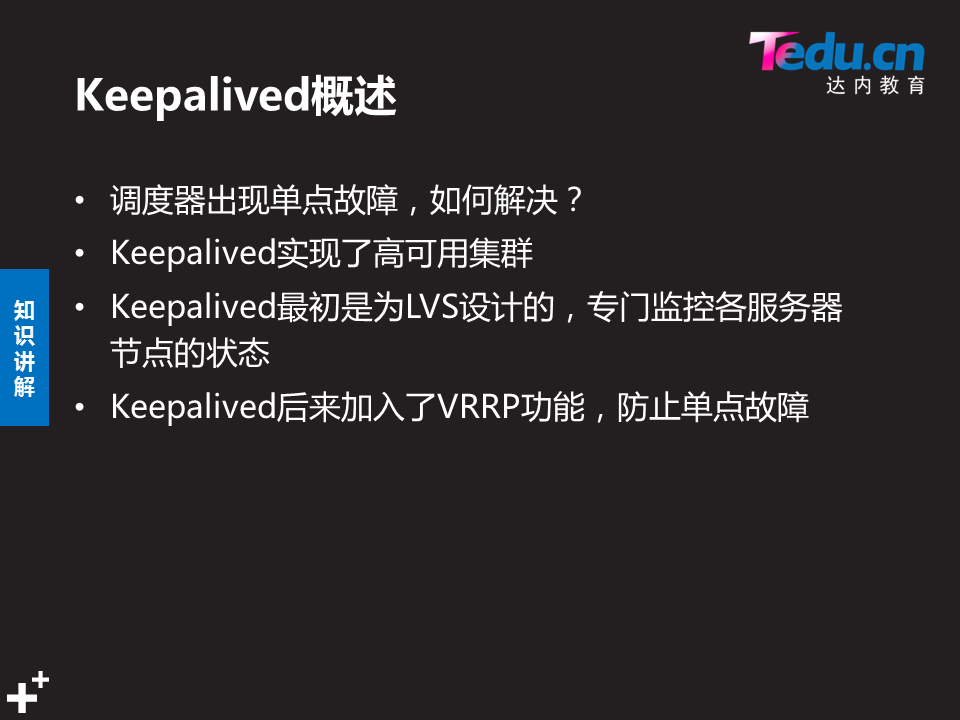 Tedu.cn
达内教育
Keepalived概述
• 调度器出现单点故障，如何解决？
• Keepalived实现了高可用集群
• Keepalived最初是为LVS设计的，专门监控各服务器
节点的状态
• Keepalived后来加入了VRRP功能，防止单点故障
知
识
讲
解